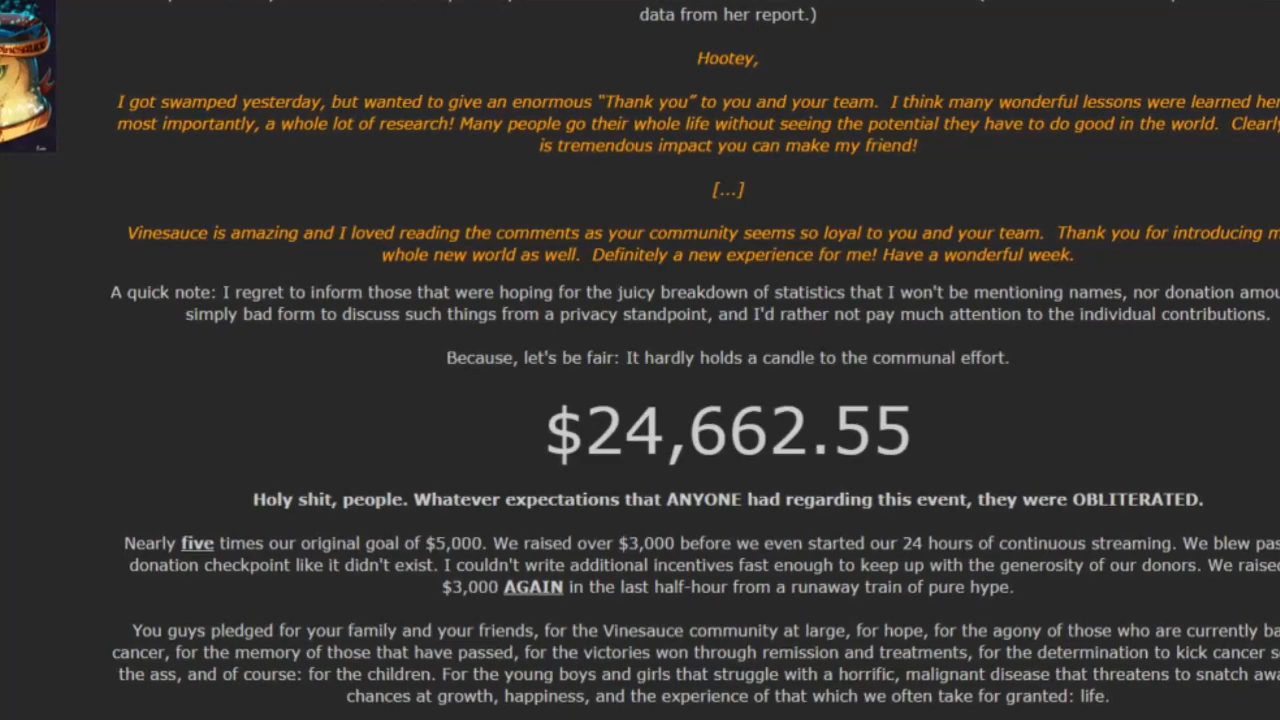 data from her report.)
Hootey,
I got swamped yesterday, but wanted to give an enormous "Thank you" to you and your team.  I think many wonderful lessons were learned her
most importantly, a whole lot of research! Many people go their whole life without seeing the potential they have to do good in the world.  Clearl
is tremendous impact you can make my friend!
[...]
Vinesauce is amazing and I loved reading the comments as your community seems so loyal to you and your team.  Thank you for introducing m
whole new world as well.  Definitely a new experience for me! Have a wonderful week.
A quick note: I regret to inform those that were hoping for the juicy breakdown of statistics that I won't be mentioning names, nor donation amou
simply bad form to discuss such things from a privacy standpoint, and I'd rather not pay much attention to the individual contributions.
Because, let's be fair: It hardly holds a candle to the communal effort.
$24,662.55
Holy shit, people. Whatever expectations that ANYONE had regarding this event, they were OBLITERATED.
Nearly five times our original goal of $5,000. We raised over $3,000 before we even started our 24 hours of continuous streaming. We blew pas
donation checkpoint like it didn't exist. I couldn't write additional incentives fast enough to keep up with the generosity of our donors. We raise
$3,000 AGAIN in the last half-hour from a runaway train of pure hype.
You guys pledged for your family and your friends, for the Vinesauce community at large, for hope, for the agony of those who are currently ba
cancer, for the memory of those that have passed, for the victories won through remission and treatments, for the determination to kick cancer s
the ass, and of course: for the children. For the young boys and girls that struggle with a horrific, malignant disease that threatens to snatch awa
chances at growth, happiness, and the experience of that which we often take for granted: life.